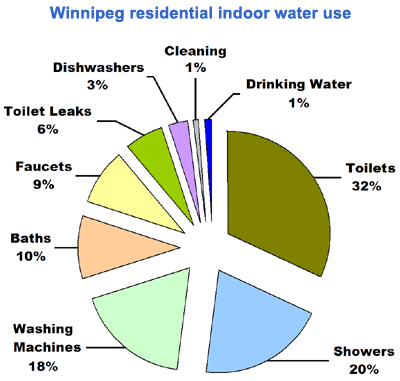 Winnipeg residential indoor water use
Cleaning
1%
Dishwashers
3%
Drinking Water
1%
Toilet Leaks
6%
Toilets
32%
Faucets
9%
Baths
10%
Washing
Machines
18%
Showers
20%